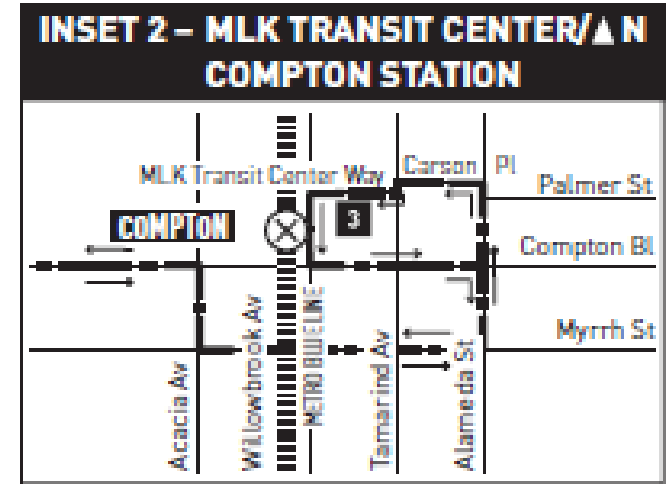 INSET 2 – MLK TRANSIT CENTER/▲ N
COMPTON STATION
MLK Transit Center Way
Carson Pl
Palmer St
COMPTON
3
Compton Bl
Myrrh St
Acacia Av
Willowbrook Av
METRO BLUE LINE
Tamarind Av
Alameda St